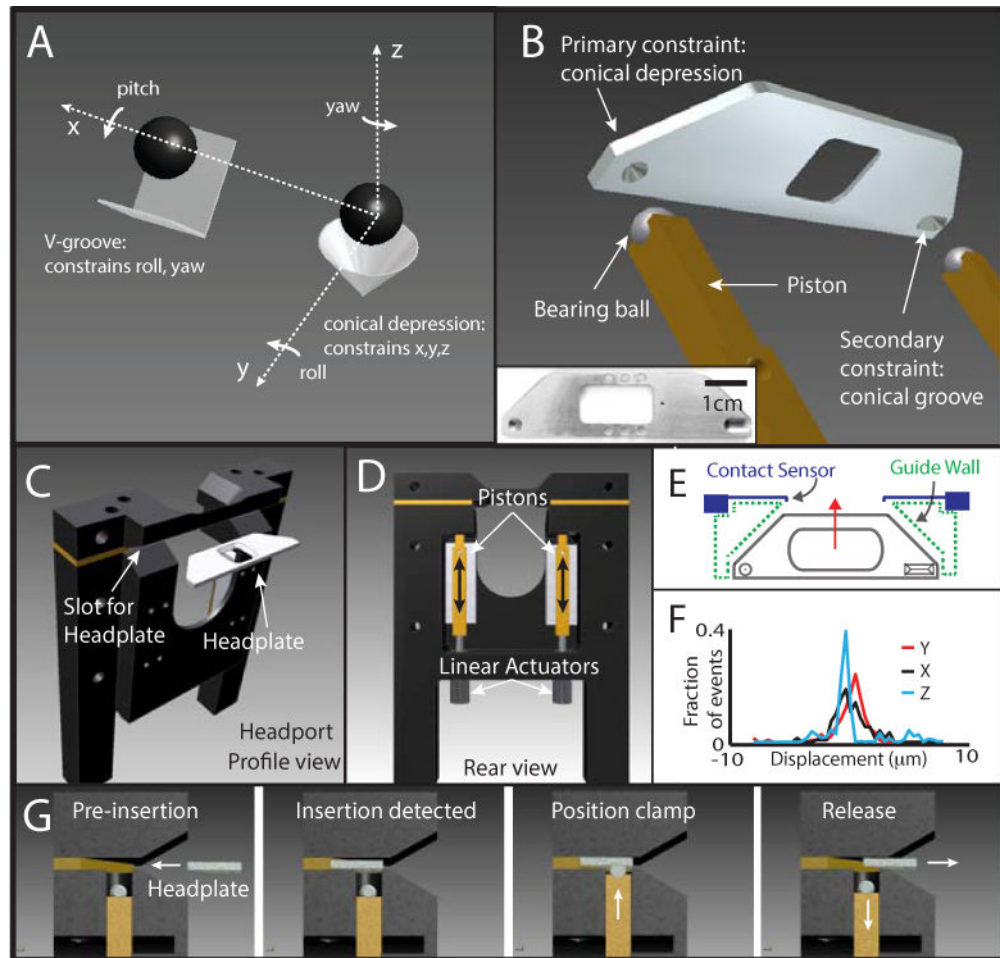 A
z
pitch
yaw
x
V-groove:
constrains roll, yaw
conical depression:
constrains x,y,z
y
roll
B
Primary constraint:
conical depression
Bearing ball
Piston
Secondary
constraint:
conical groove
1cm
C
Slot for
Headplate
Headplate
Headport
Profile view
D
Pistons
Linear Actuators
Rear view
E
Contact Sensor
Guide Wall
F
0.4
Fraction
of events
0
-10
Displacement (μm)
10
Y
X
Z
G
Pre-insertion
Headplate
Insertion detected
Position clamp
Release